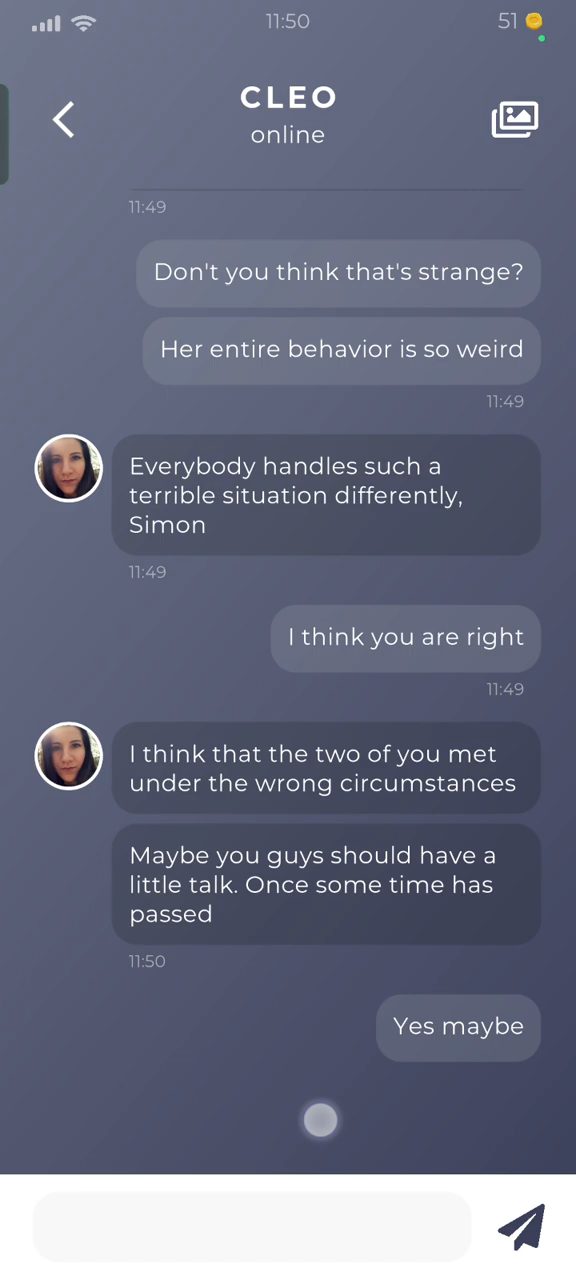 11:50
51
CLEO
online
11:49
Don't you think that's strange?
Her entire behavior is so weird
11:49
Everybody handles such a
terrible situation differently,
Simon
11:49
I think you are right
11:49
I think that the two of you met
under the wrong circumstances
Maybe you guys should have a
little talk. Once some time has
passed
11:50
Yes maybe